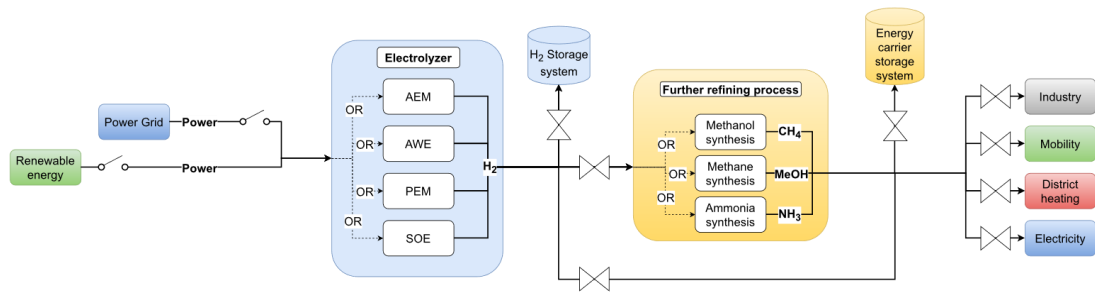 Electrolyzer
AEM
AWE
PEM
SOE
OR
OR
OR
OR
Power Grid
Power
Renewable
energy
Power
H₂
H₂ Storage
system
Further refining process
Methanol
synthesis
CH₄
Methane
synthesis
MeOH
Ammonia
synthesis
NH₃
OR
OR
OR
Energy
carrier
storage
system
Industry
Mobility
District
heating
Electricity